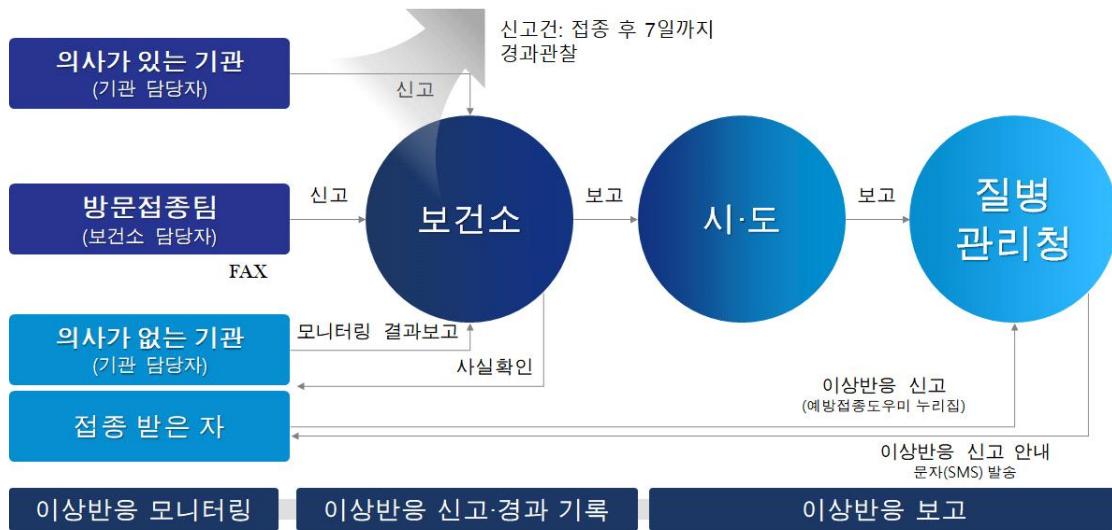 신고건: 접종 후 7일까지
경과관찰
의사가 있는 기관
(기관 담당자)
신고
방문접종팀
(보건소 담당자)
FAX
신고
보건소
보고
시·도
보고
질병
관리청
의사가 없는 기관
(기관 담당자)
모니터링 결과보고
사실확인
접종 받은 자
이상반응 신고
(예방접종도우미 누리집)
이상반응 신고 안내
문자(SMS) 발송
이상반응 모니터링
이상반응 신고·경과 기록
이상반응 보고